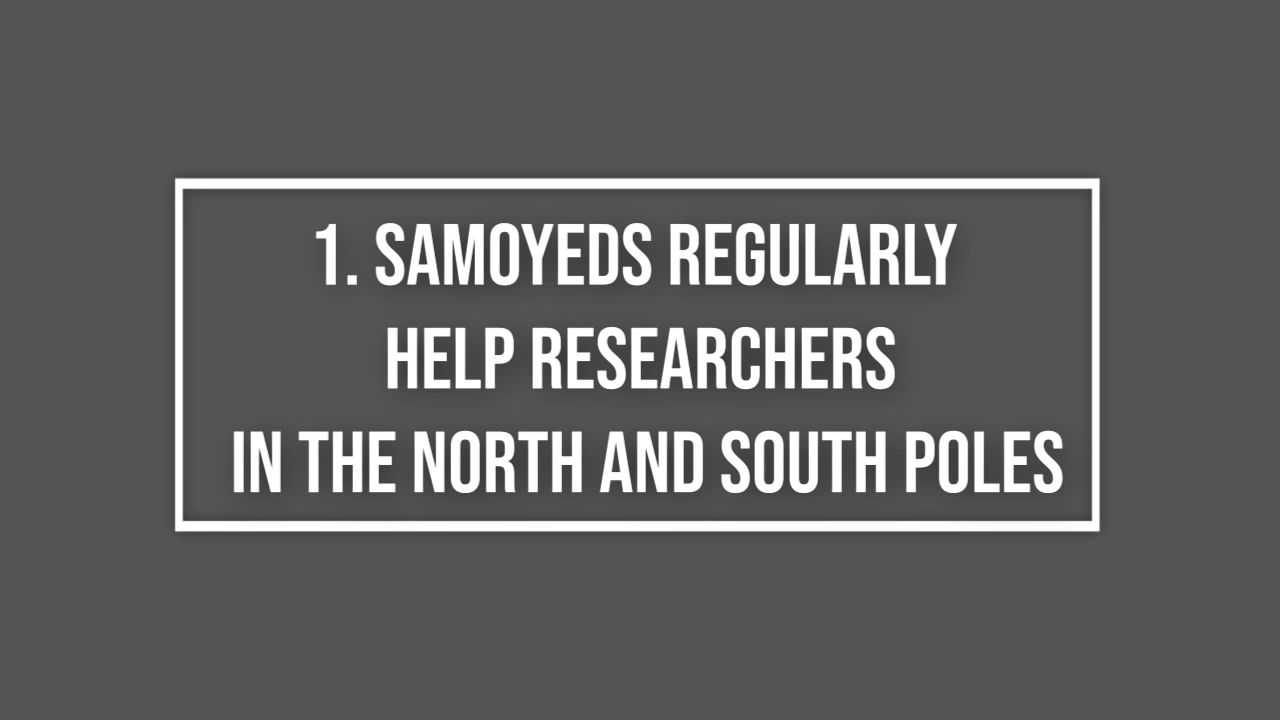 1. SAMOYEDS REGULARLY
HELP RESEARCHERS
IN THE NORTH AND SOUTH POLES